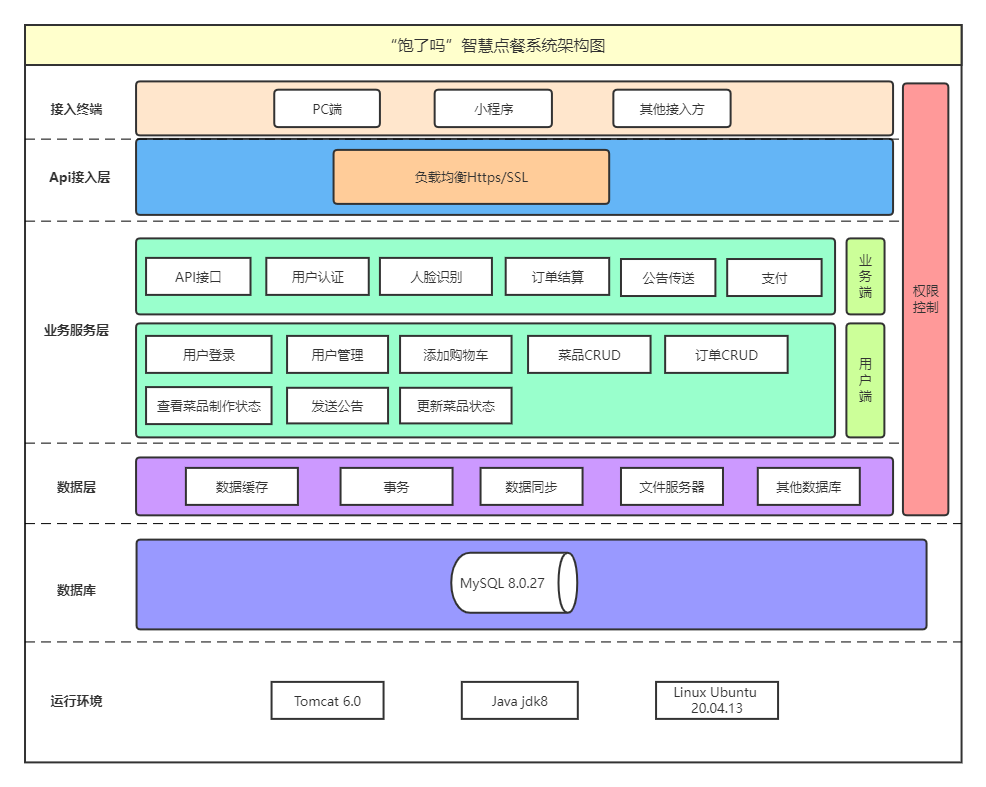 “饱了吗”智慧点餐系统架构图
接入终端
PC端
小程序
其他接入方
Api接入层
负载均衡Https/SSL
业务服务层
API接口
用户认证
人脸识别
订单结算
公告传送
支付
业
务
端
用户登录
用户管理
添加购物车
菜品CRUD
订单CRUD
查看菜品制作状态
发送公告
更新菜品状态
用
户
端
权限
控制
数据层
数据缓存
事务
数据同步
文件服务器
其他数据库
数据库
MySQL 8.0.27
运行环境
Tomcat 6.0
Java jdk8
Linux Ubuntu
20.04.13